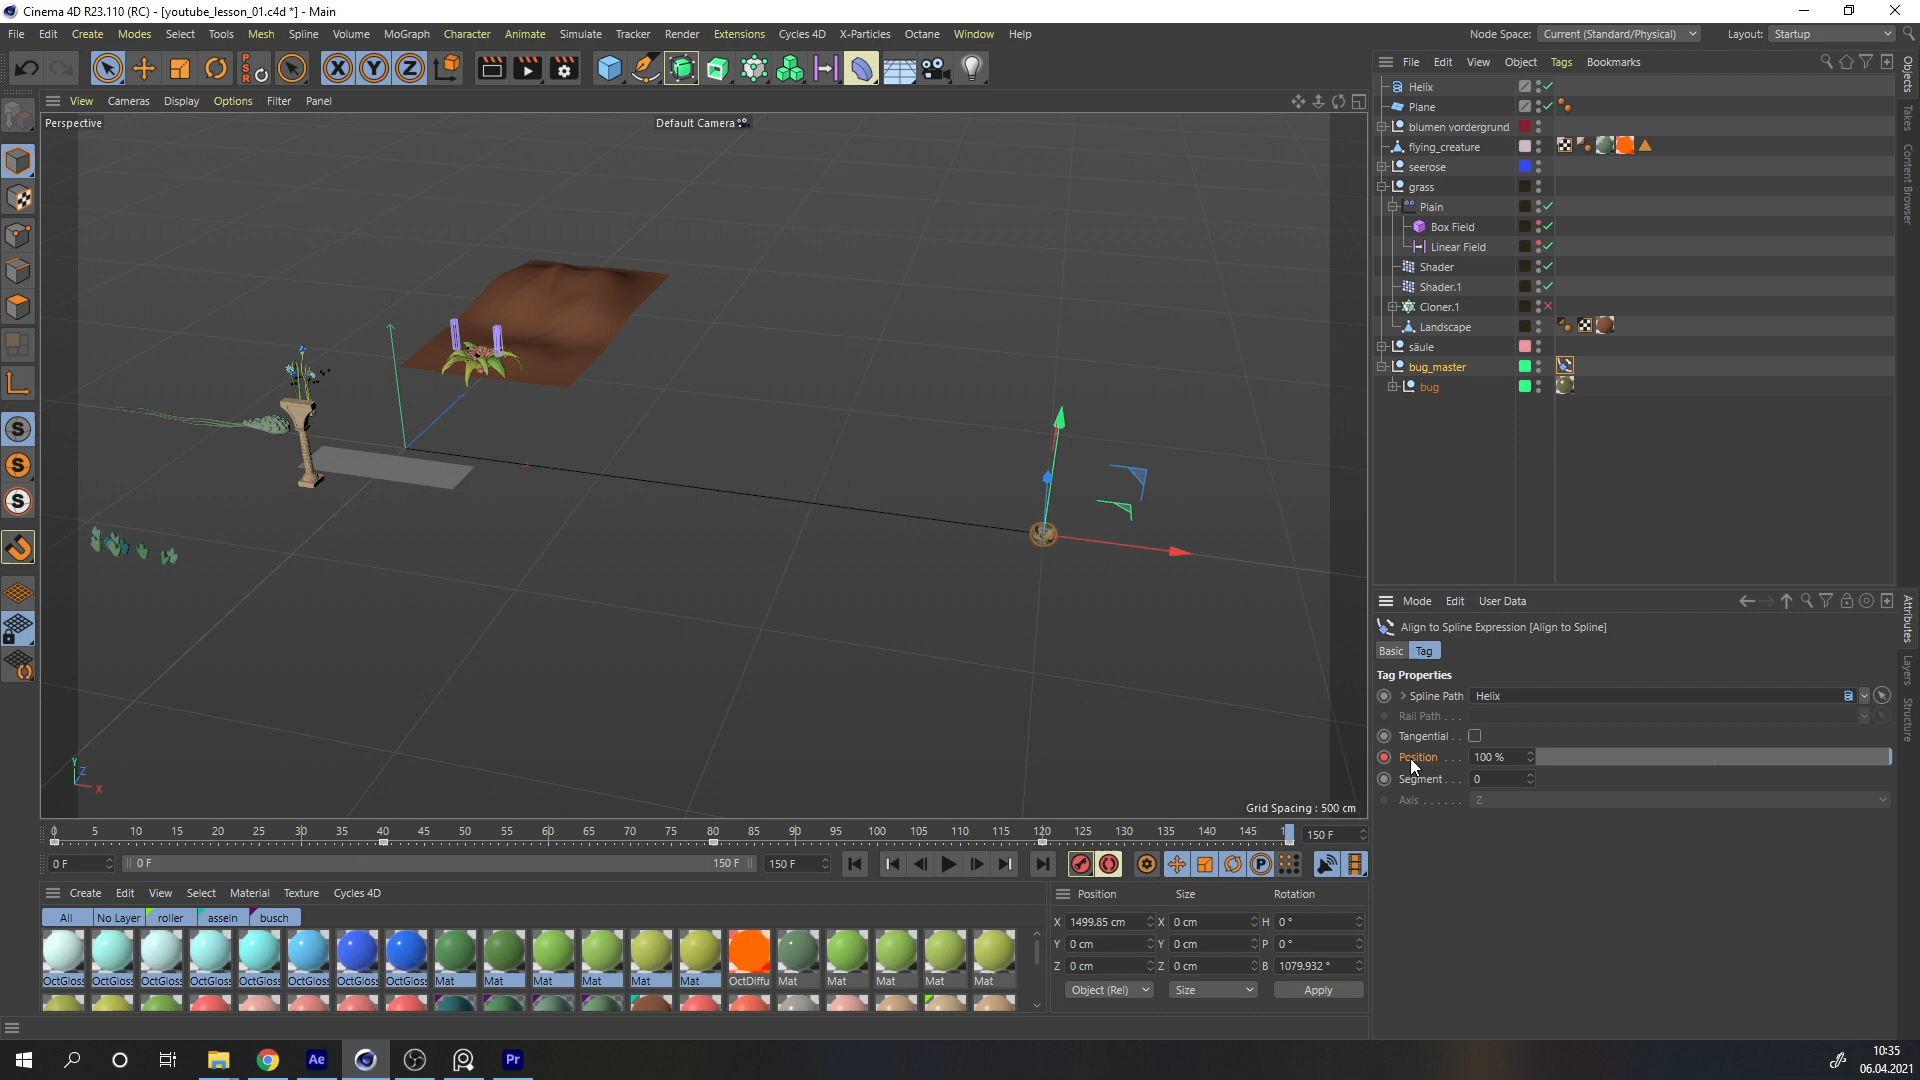 Cinema 4D R23.110 (RC) - [youtube_lesson_01.c4d *] - Main
File Edit Create Modes Select Tools Mesh Spline Volume MoGraph Character Animate Simulate Tracker Render Extensions Cycles 4D X-Particles Octane Window Help
Node Space: Current (Standard/Physical) Layout: Startup
View Cameras Display Options Filter Panel
Perspective
Default Camera
Grid Spacing : 500 cm
File Edit View Object Tags Bookmarks
Helix
Plane
blumen vordergrund
flying_creature
seerose
grass
Plain
Box Field
Linear Field
Shader
Shader.1
Cloner.1
Landscape
säule
bug_master
bug
Objects
Takes
Content Browser
Attributes
Layers
Structure
Mode Edit User Data
Align to Spline Expression [Align to Spline]
Basic Tag
Tag Properties
Spline Path Helix
Rail Path . . .
Tangential . .
Position . . . . 100 %
Segment. . . 0
Axis . . . . . . Z
0 5 10 15 20 25 30 35 40 45 50 55 60 65 70 75 80 85 90 95 100 105 110 115 120 125 130 135 140 145 150 F
0 F 0 F 150 F 150 F
Create Edit View Select Material Texture Cycles 4D
All No Layer roller asseln busch
OctGloss OctGloss OctGloss OctGloss OctGloss OctGloss OctGloss OctGloss Mat Mat Mat Mat Mat Mat OctDiffu Mat Mat Mat Mat Mat
Position Size Rotation
X 1499.85 cm X 0 cm H 0 °
Y 0 cm Y 0 cm P 0 °
Z 0 cm Z 0 cm B 1079.932 °
Object (Rel) Size Apply
Y
Z
X
10:35
06.04.2021